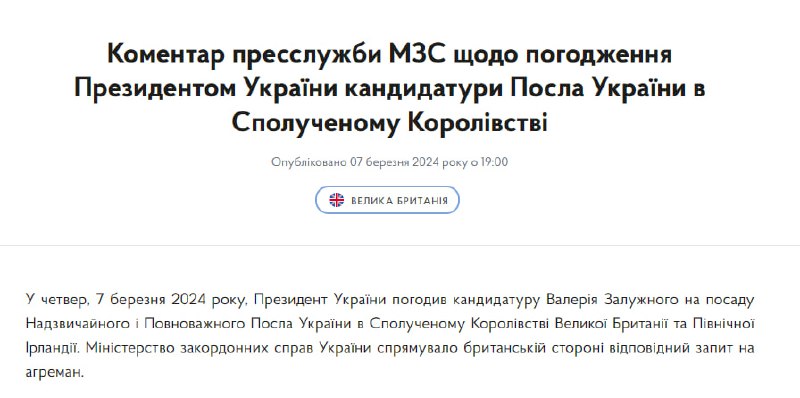 Коментар пресслужби МЗС щодо погодження
Президентом України кандидатури Посла України в
Сполученому Королівстві
Опубліковано 07 березня 2024 року о 19:00
ВЕЛИКА БРИТАНІЯ
У четвер, 7 березня 2024 року, Президент України погодив кандидатуру Валерія Залужного на посаду
Надзвичайного і Повноважного Посла України в Сполученому Королівстві Великої Британії та Північної
Ірландії. Міністерство закордонних справ України спрямувало британській стороні відповідний запит на
агреман.